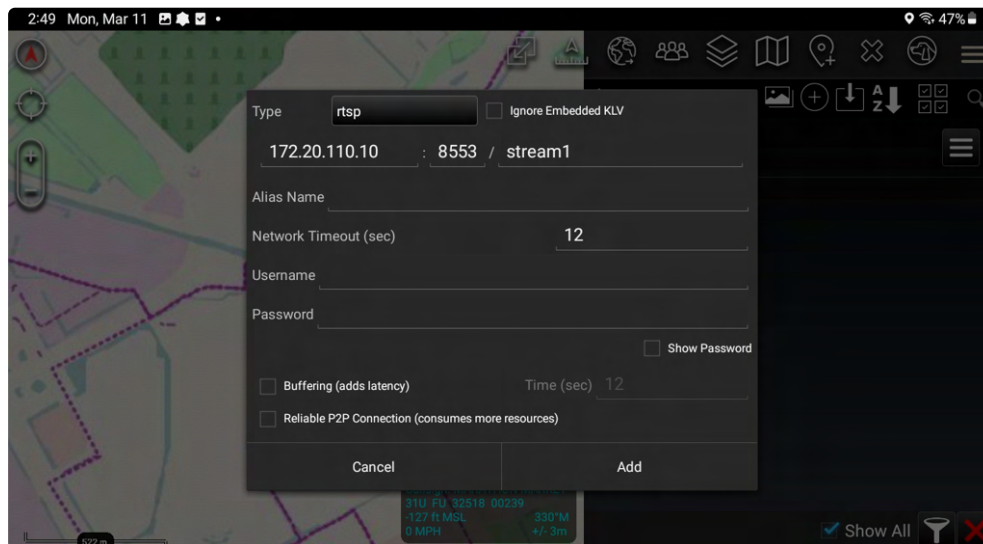 2:49 Mon, Mar 11
47%
Type rtsp Ignore Embedded KLV
172.20.110.10 : 8553 / stream1
Alias Name
Network Timeout (sec) 12
Username
Password
Show Password
Buffering (adds latency) Time (sec) 12
Reliable P2P Connection (consumes more resources)
Cancel Add
31U FU 32518 00239
-127 ft MSL 330°M
0 MPH +/- 3m
Show All
522 m